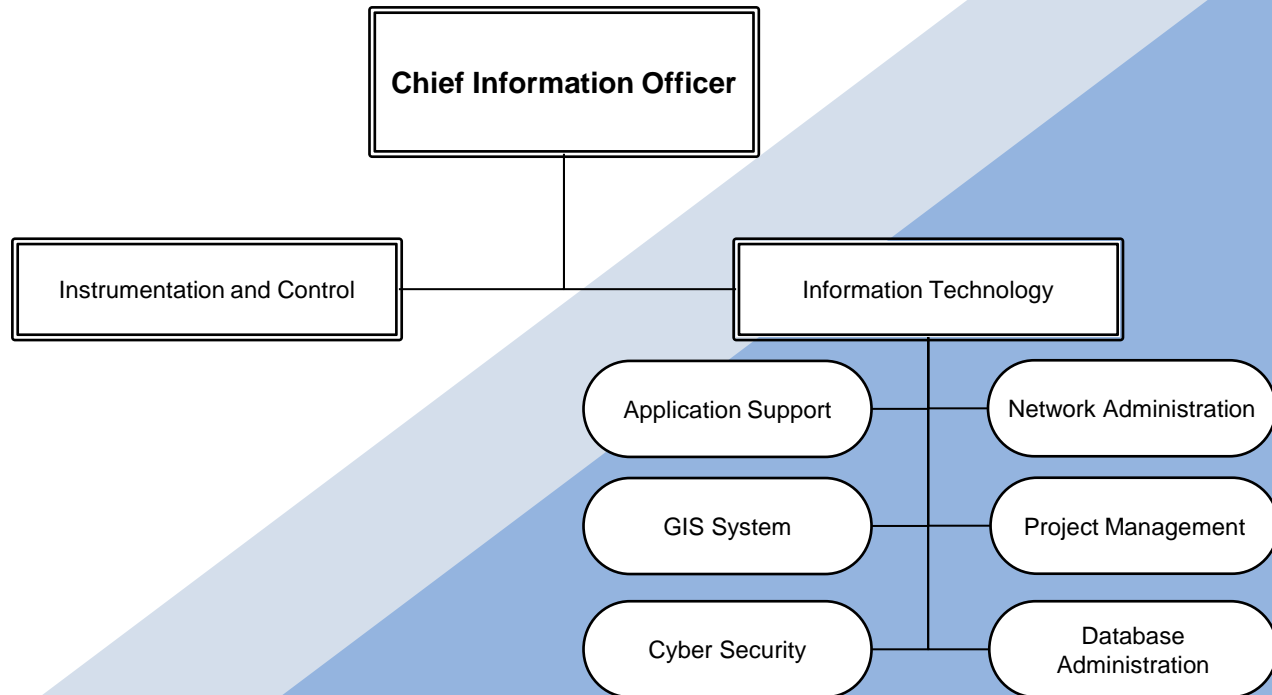 Chief Information Officer
Instrumentation and Control
Information Technology
Application Support
Network Administration
GIS System
Project Management
Cyber Security
Database
Administration